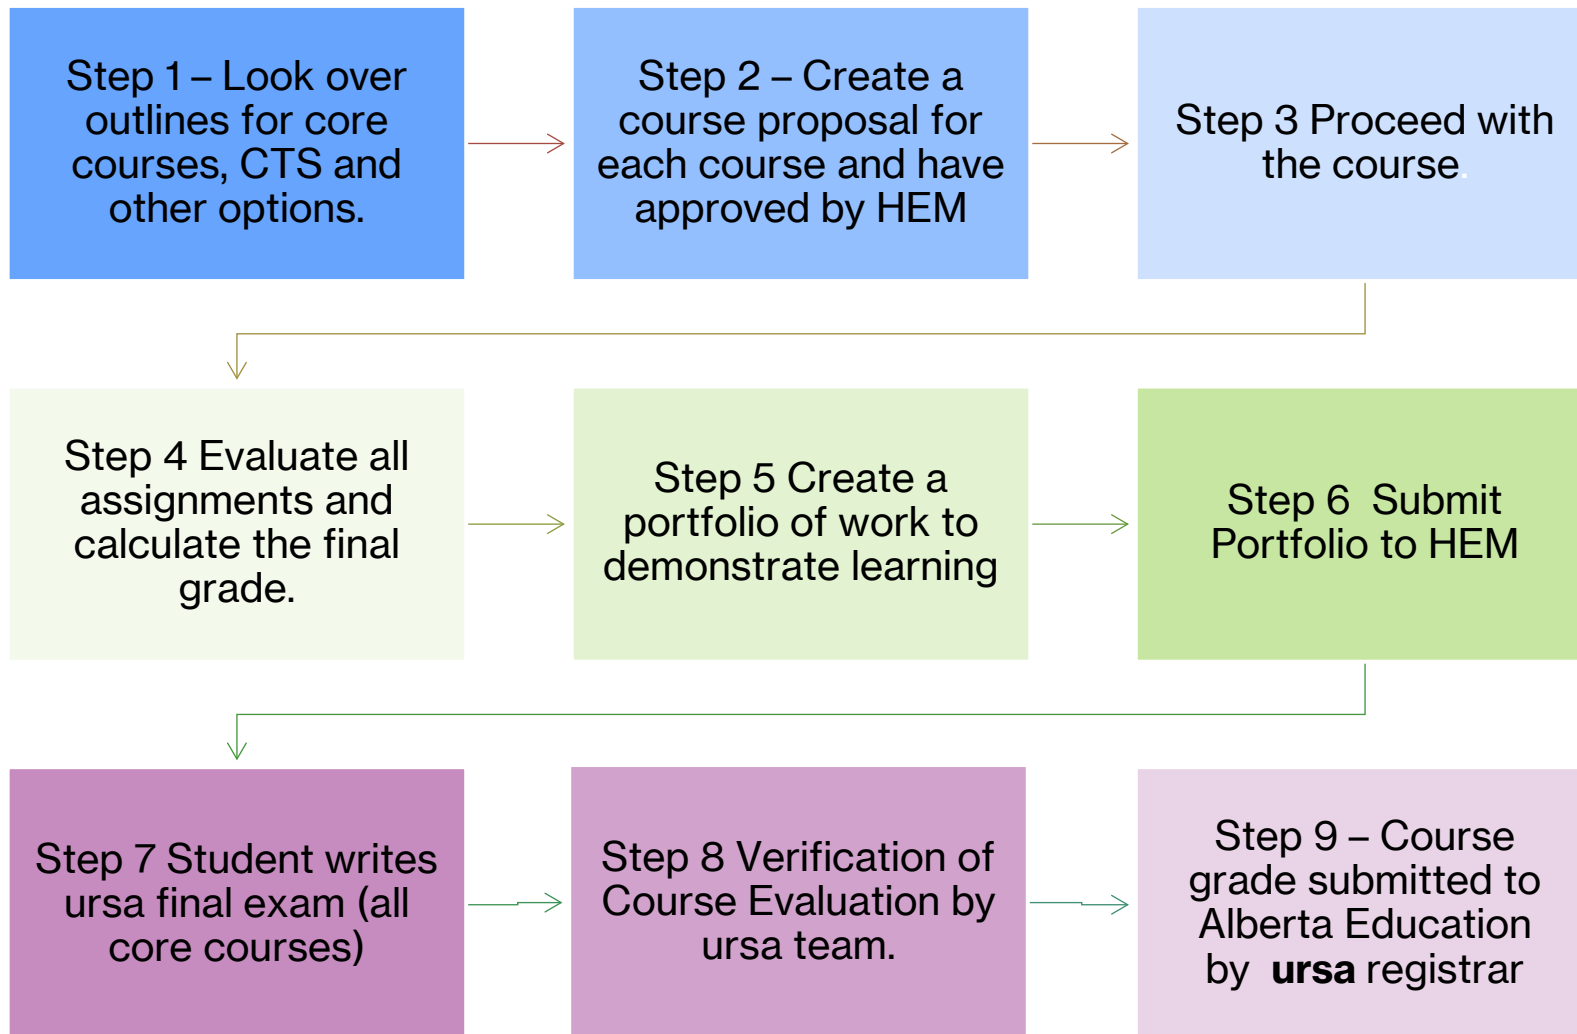 Step 1 – Look over
outlines for core
courses, CTS and
other options.
Step 2 – Create a
course proposal for
each course and have
approved by HEM
Step 3 Proceed with
the course.
Step 4 Evaluate all
assignments and
calculate the final
grade.
Step 5 Create a
portfolio of work to
demonstrate learning
Step 6  Submit
Portfolio to HEM
Step 7 Student writes
ursa final exam (all
core courses)
Step 8 Verification of
Course Evaluation by
ursa team.
Step 9 – Course
grade submitted to
Alberta Education
by  ursa registrar